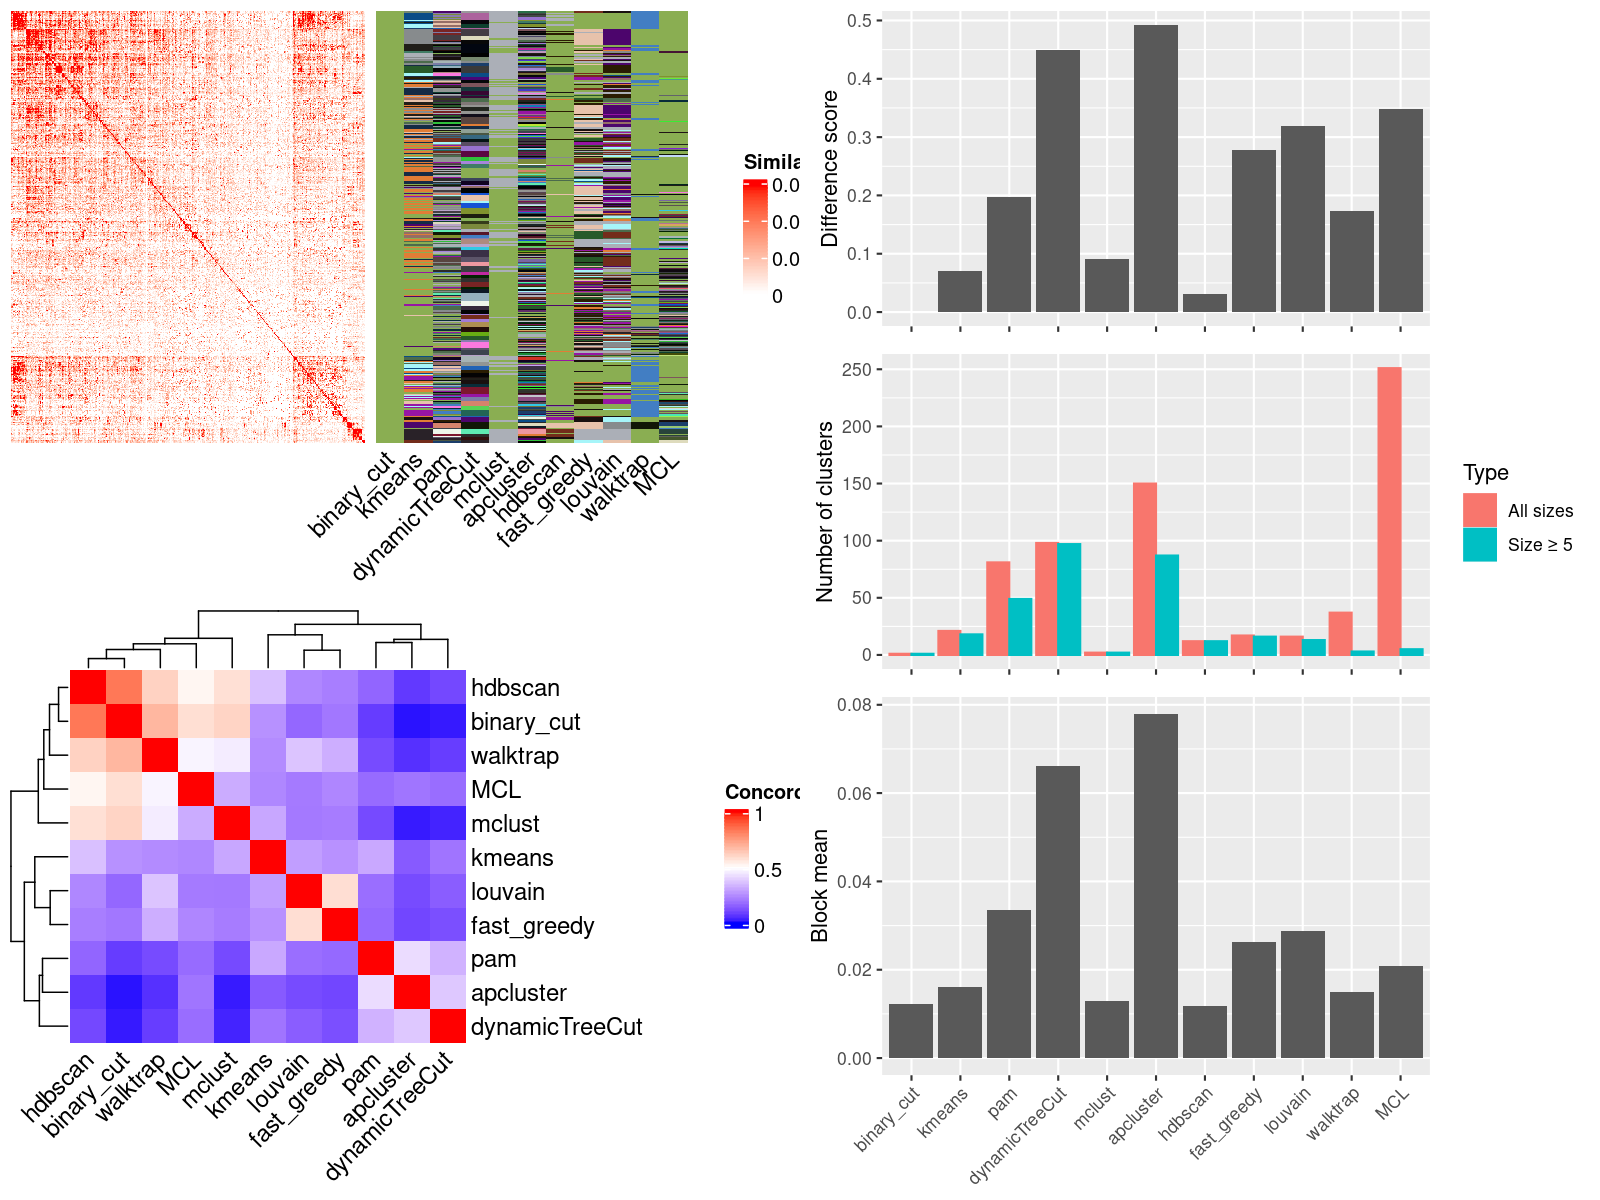 Simila
0.0
0.0
0.0
0
binary_cut
kmeans
pam
dynamicTreeCut
mclust
apcluster
hdbscan
fast_greedy
louvain
walktrap
MCL
hdbscan
binary_cut
walktrap
MCL
mclust
kmeans
louvain
fast_greedy
pam
apcluster
dynamicTreeCut
hdbscan
binary_cut
walktrap
MCL
mclust
kmeans
louvain
fast_greedy
pam
apcluster
dynamicTreeCut
Concord
1
0.5
0
Difference score
0.5
0.4
0.3
0.2
0.1
0.0
Number of clusters
250
200
150
100
50
0
Type
All sizes
Size ≥ 5
Block mean
0.08
0.06
0.04
0.02
0.00
binary_cut
kmeans
pam
dynamicTreeCut
mclust
apcluster
hdbscan
fast_greedy
louvain
walktrap
MCL